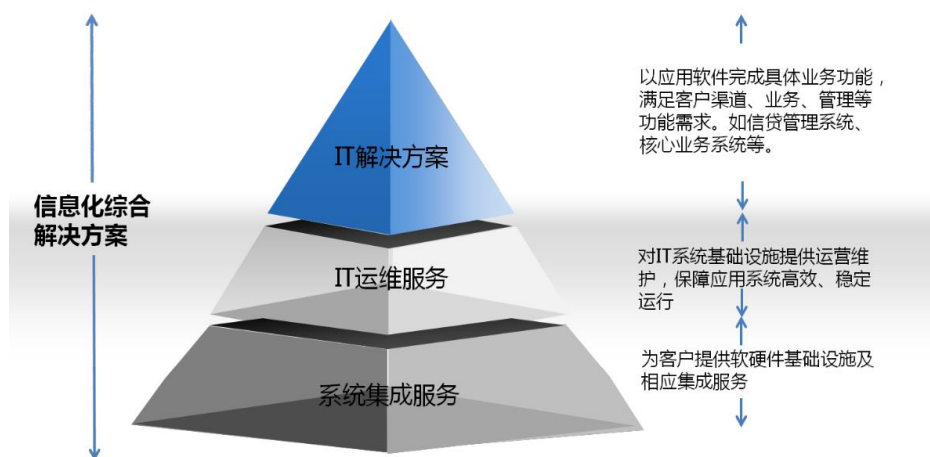 信息化综合
解决方案
IT解决方案
IT运维服务
系统集成服务
以应用软件完成具体业务功能，
满足客户渠道、业务、管理等
功能需求。如信贷管理系统、
核心业务系统等。
对IT系统基础设施提供运营维
护，保障应用系统高效、稳定
运行
为客户提供软硬件基础设施及
相应集成服务